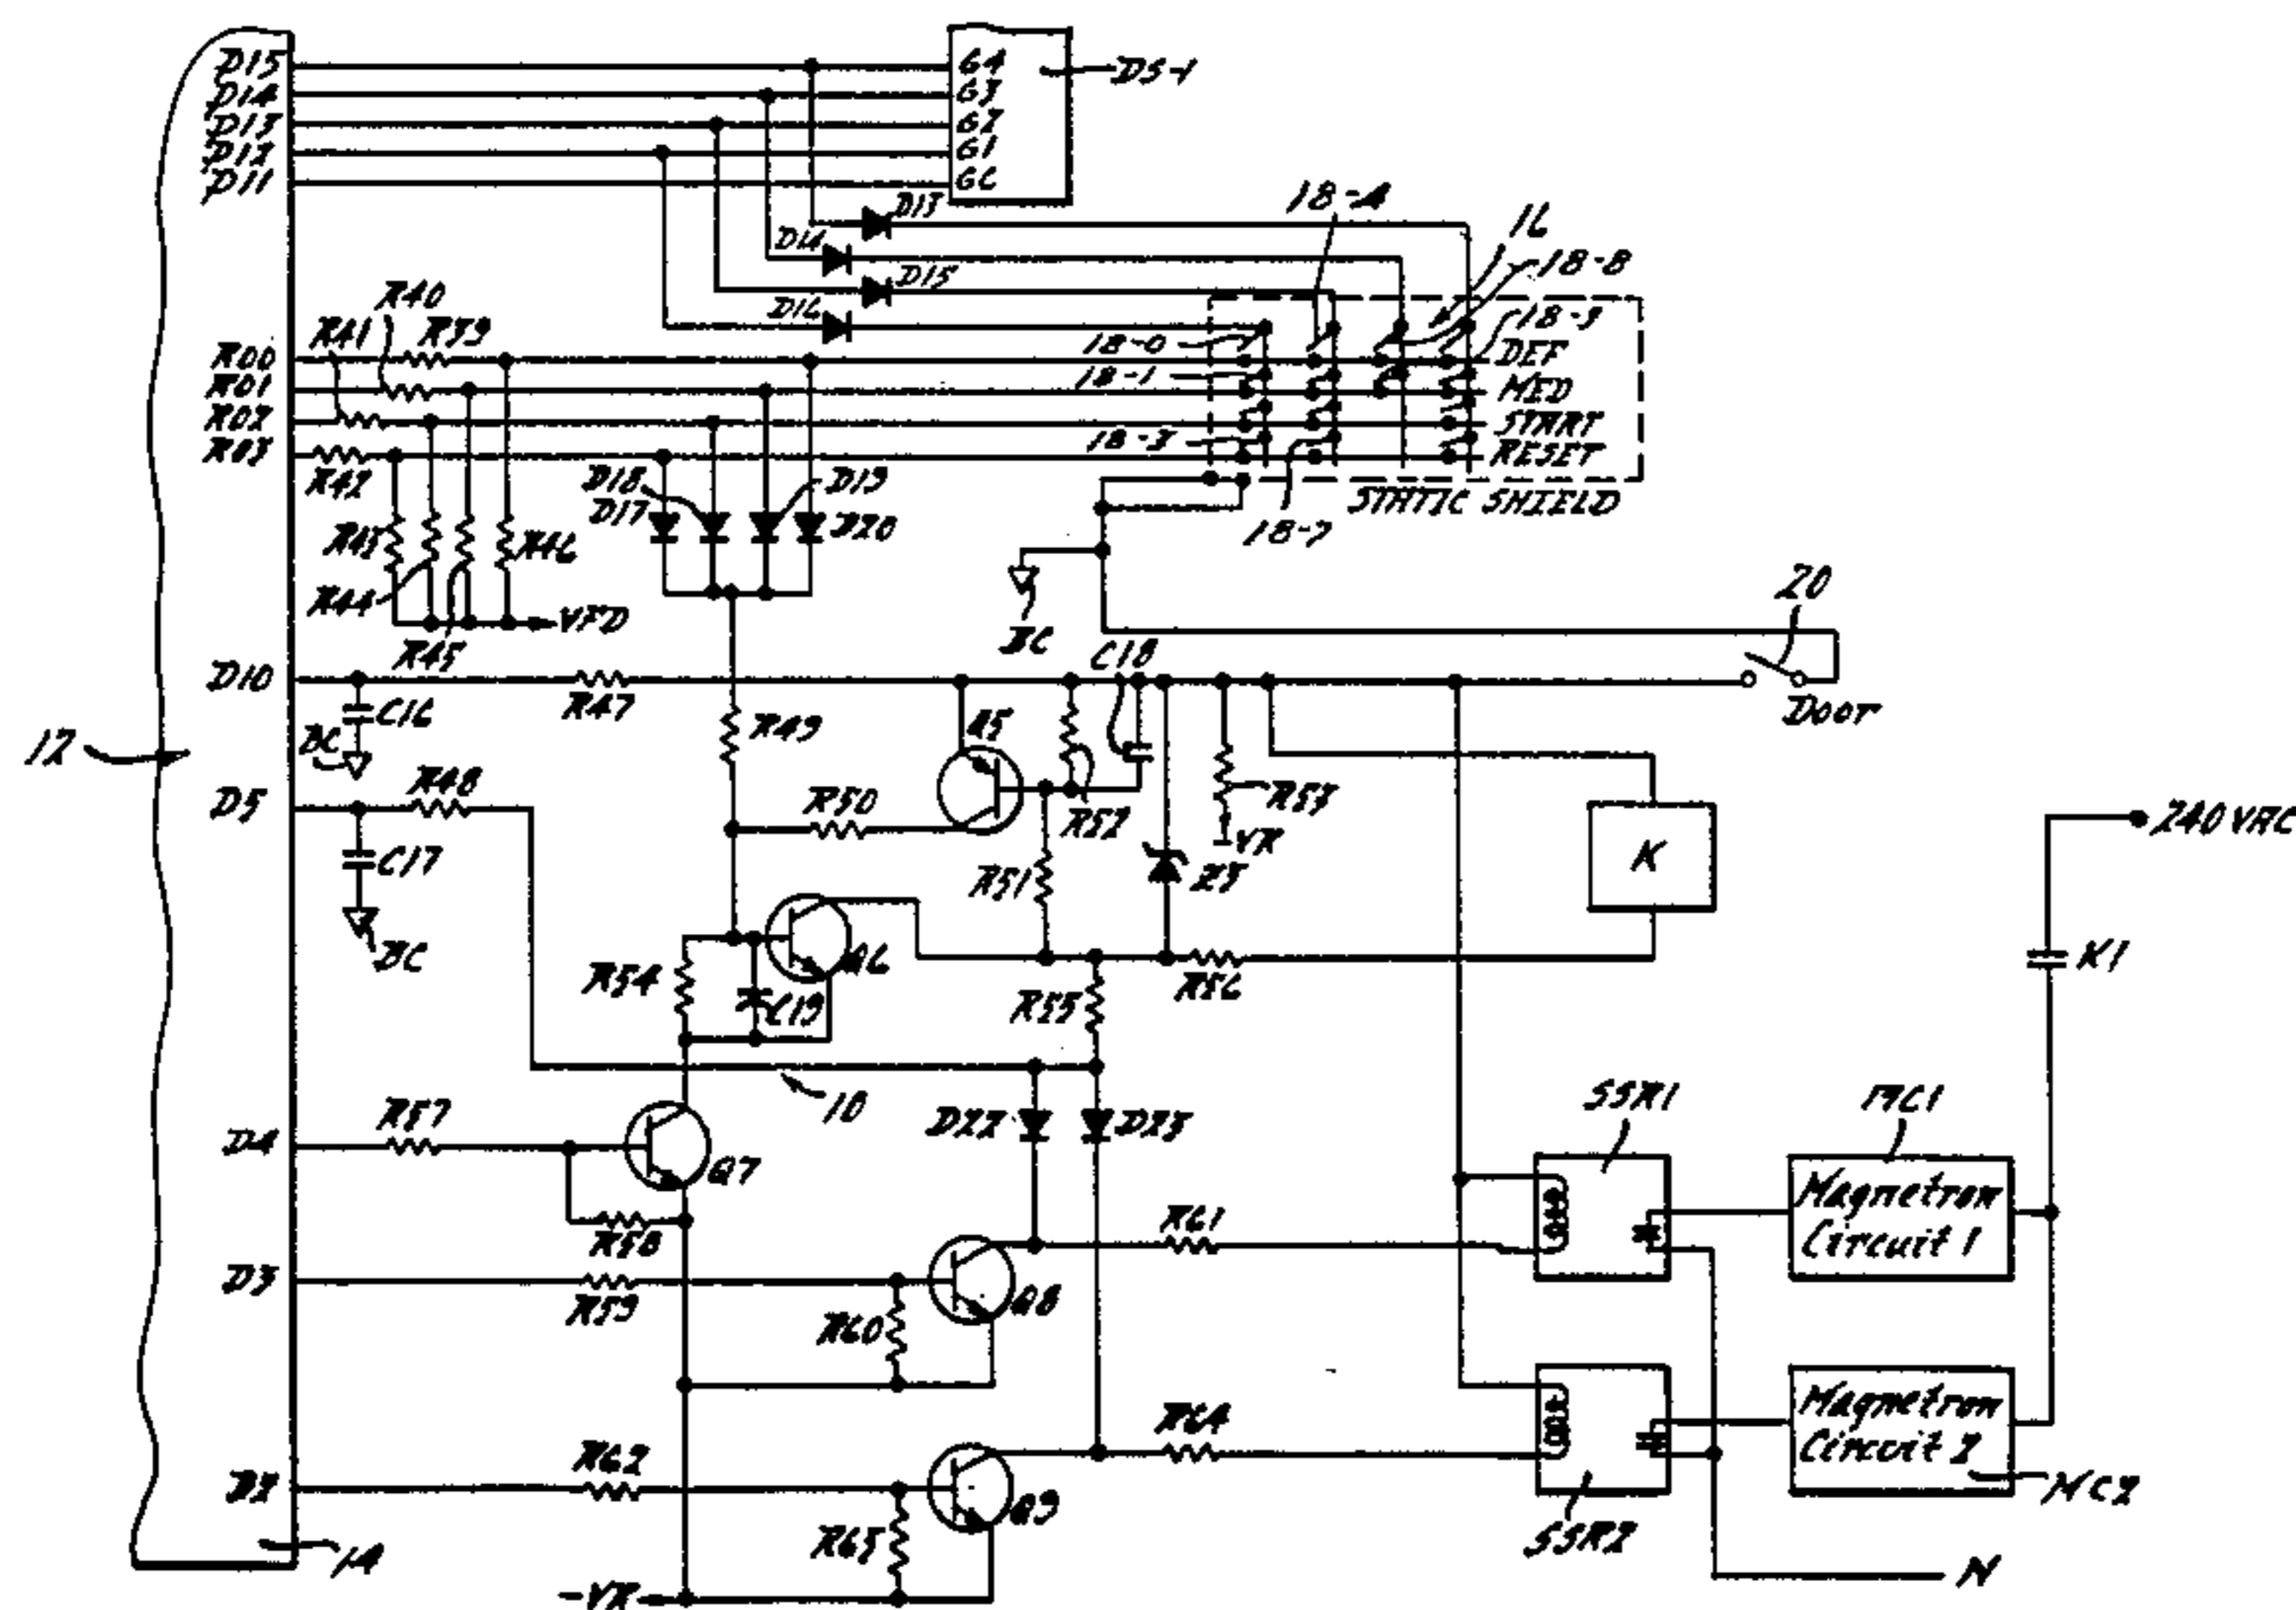 D15
D14
D13
D12
D11
G4
G3
G2
G1
GC
DS-1
D13
D14
D15
D16
18-4
16
18-8
18-0
18-1
18-3
18-7
DEF
MED
START
RESET
STATIC SHIELD
R40
R41
R39
R00
R01
R02
R03
R42
D18
D17
D19
D20
R46
R44
R45
VFD
DC
20
Door
D10
C16
DC
R47
R49
Q5
C18
R52
R53
-VR
12
D5
R48
C17
DC
R50
R51
Z3
K
240 VAC
K1
R54
C19
Q6
R55
R56
10
D22
D23
D4
R57
Q7
R58
D3
R59
R60
Q8
R61
SSR1
MC1
Magnetron
Circuit 1
D2
R62
R63
Q9
R64
SSR2
Magnetron
Circuit 2
MC2
14
-VR
N